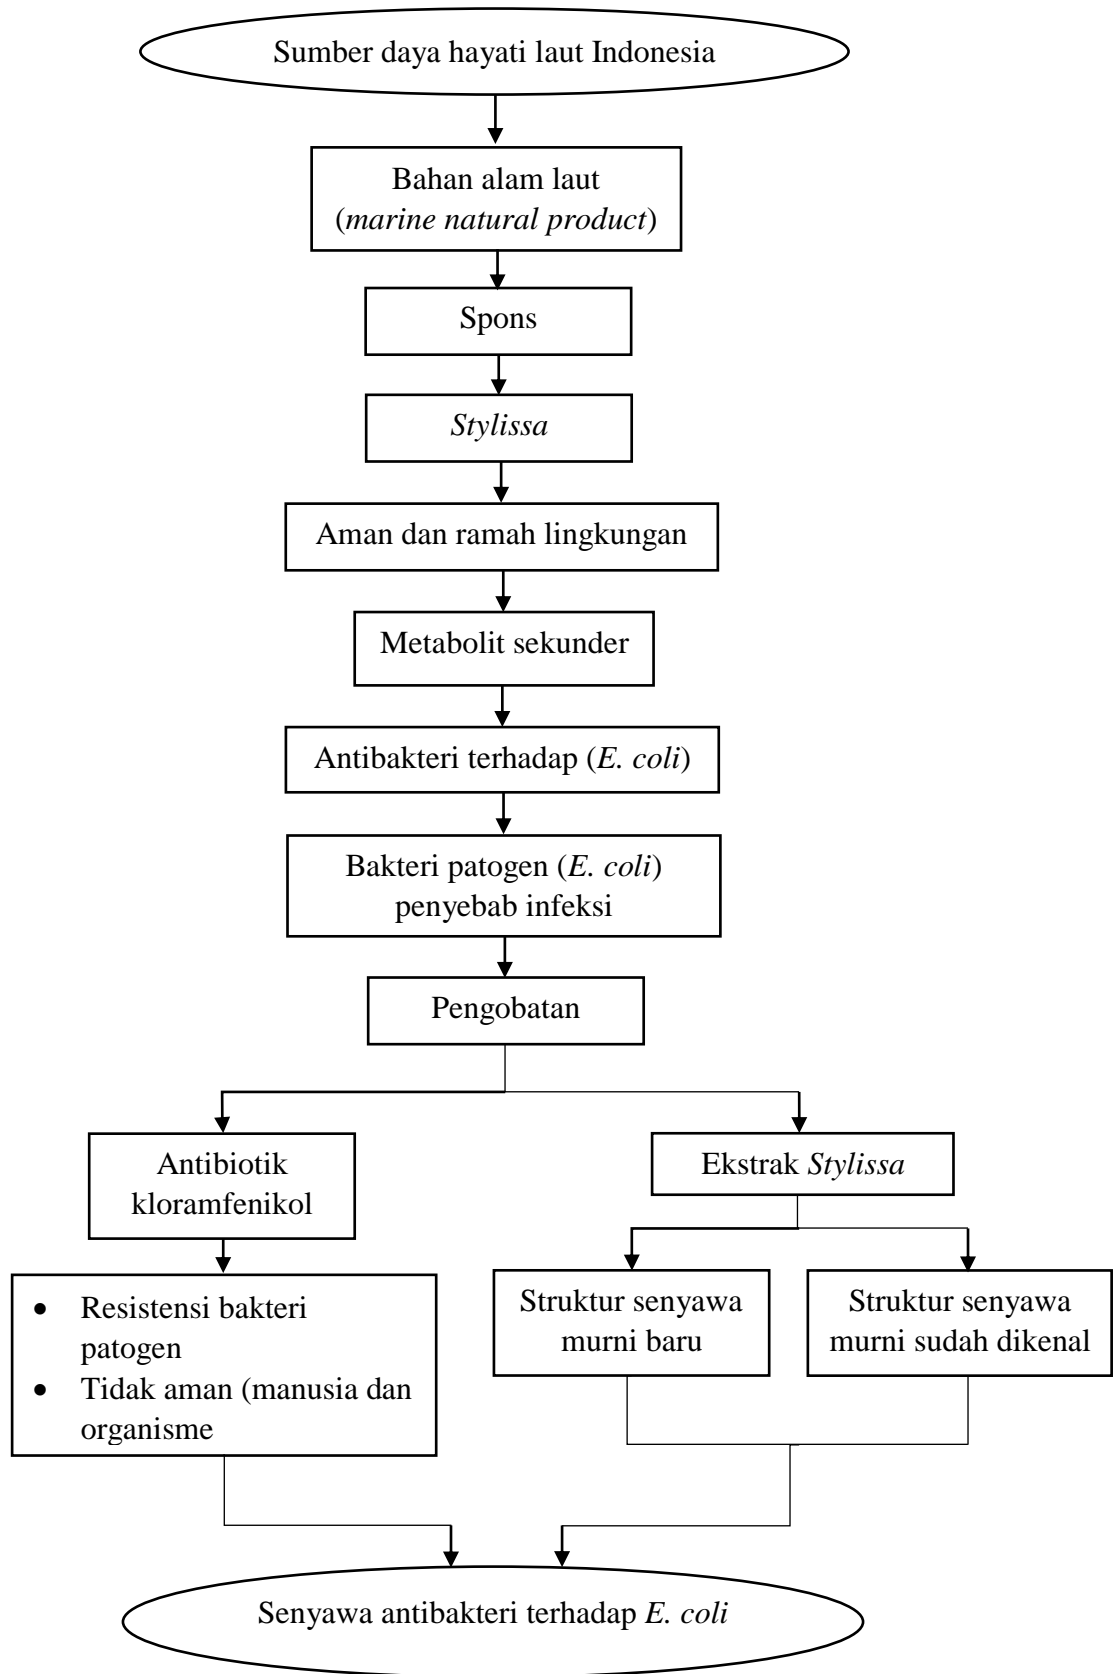 Sumber daya hayati laut Indonesia
Bahan alam laut
(marine natural product)
Spons
Stylissa
Aman dan ramah lingkungan
Metabolit sekunder
Antibakteri terhadap (E. coli)
Bakteri patogen (E. coli)
penyebab infeksi
Pengobatan
Antibiotik
kloramfenikol
Ekstrak Stylissa
• Resistensi bakteri
patogen
• Tidak aman (manusia dan
organisme
Struktur senyawa
murni baru
Struktur senyawa
murni sudah dikenal
Senyawa antibakteri terhadap E. coli